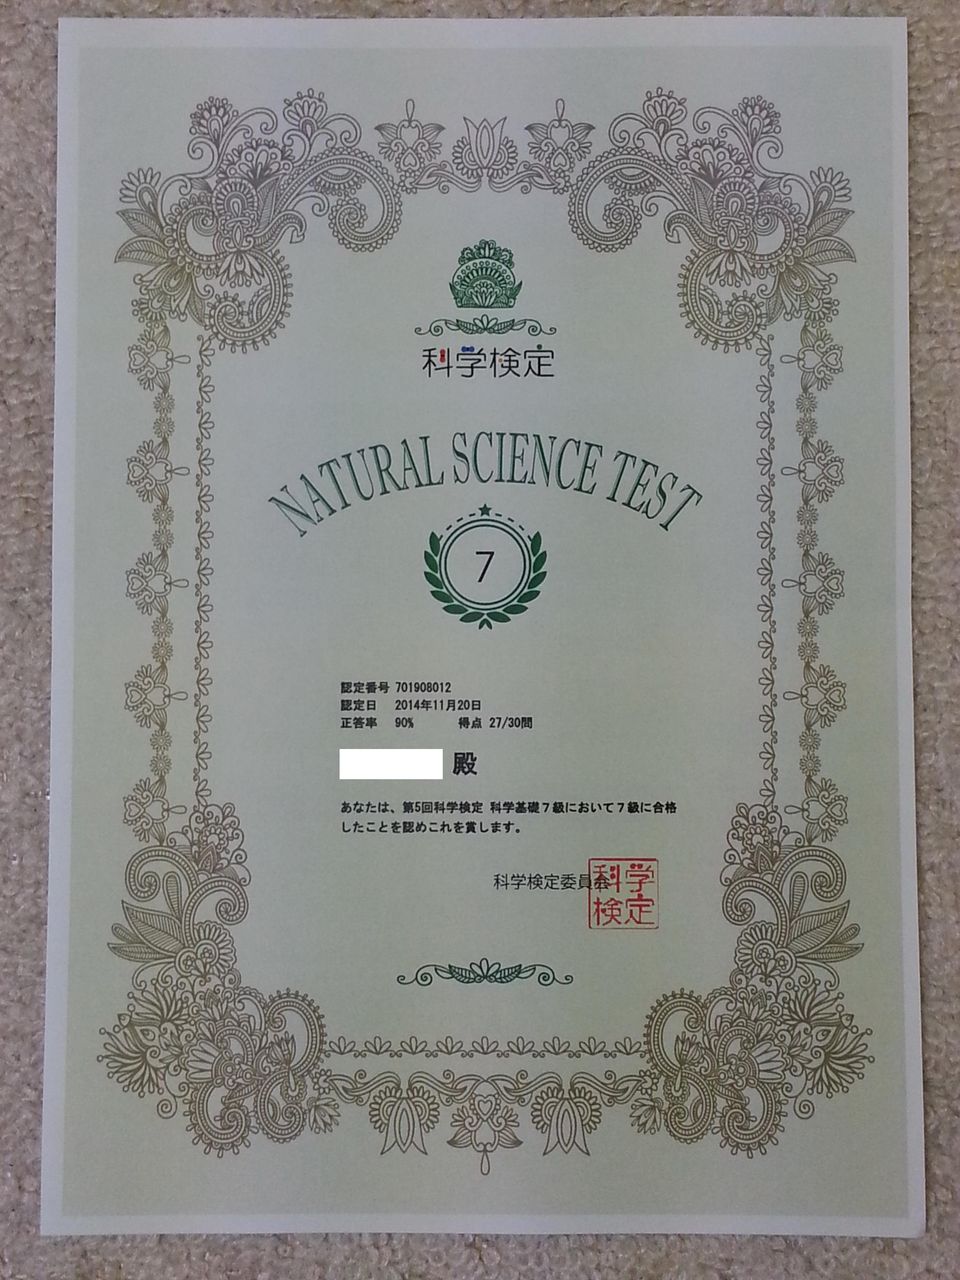 科学検定
NATURAL SCIENCE TEST
7
認定番号 701908012
認定日 2014年11月20日
正答率 90% 得点 27/30問
殿
あなたは、第5回科学検定 科学基礎7級において7級に合格
したことを認めこれを賞します。
科学検定委員会
科学
検定